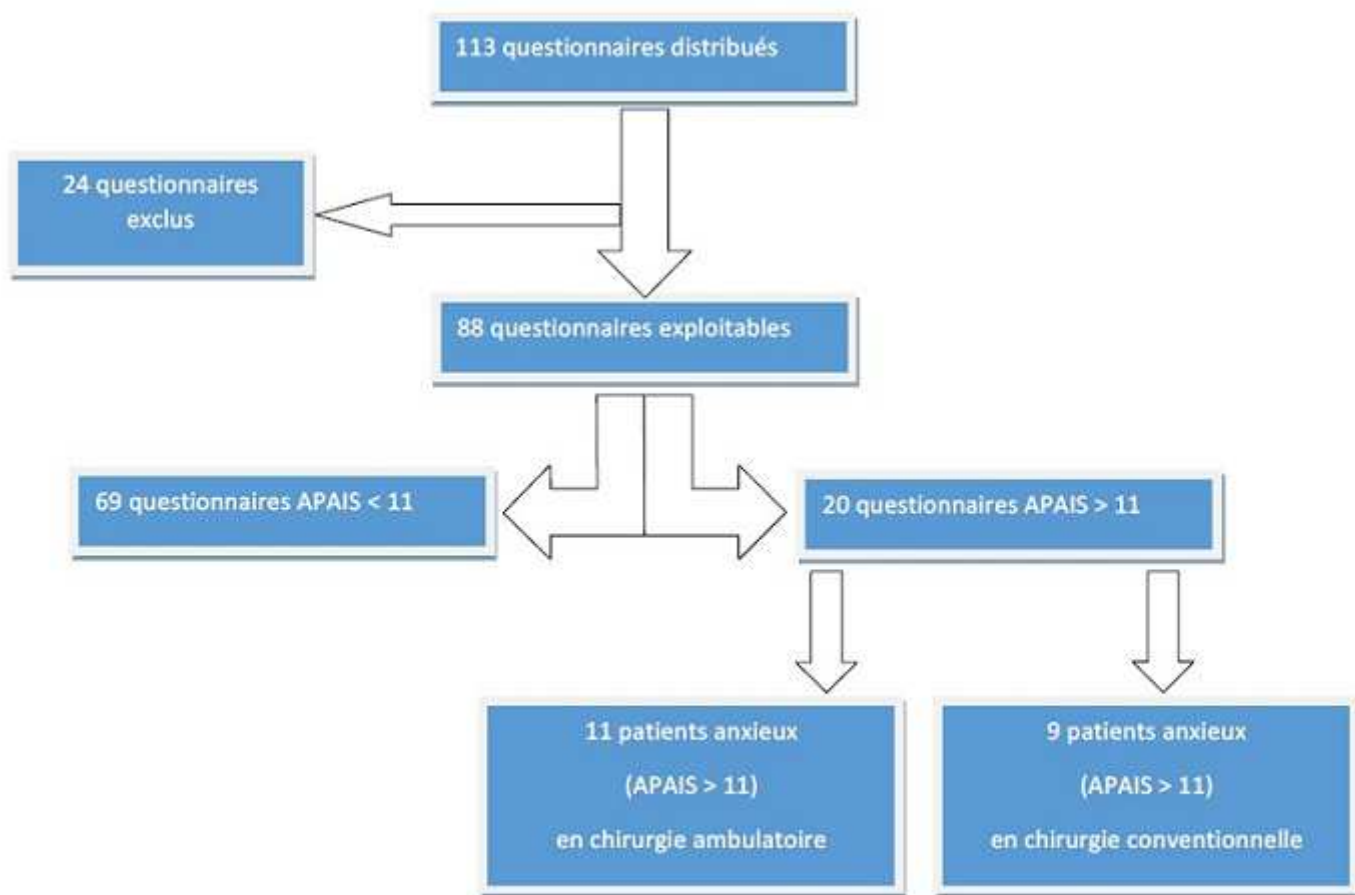 113 questionnaires distribués
24 questionnaires
exclus
88 questionnaires exploitables
69 questionnaires APAIS < 11
20 questionnaires APAIS > 11
11 patients anxieux
(APAIS > 11)
en chirurgie ambulatoire
9 patients anxieux
(APAIS > 11)
en chirurgie conventionnelle